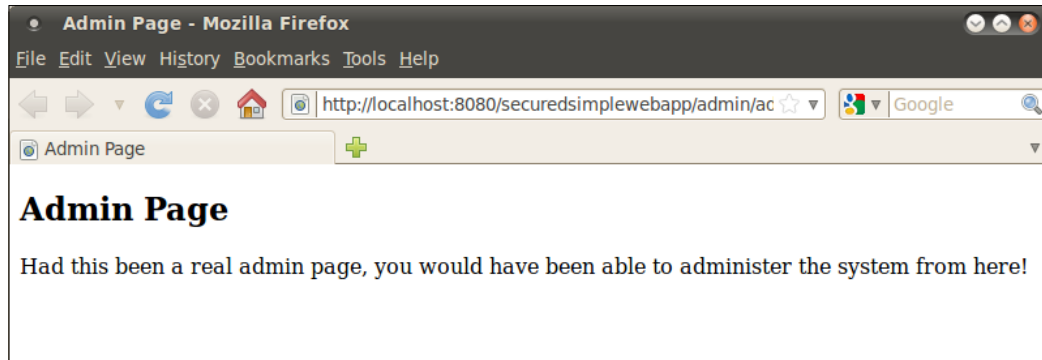 Admin Page - Mozilla Firefox
File Edit View History Bookmarks Tools Help
http://localhost:8080/securedsimplewebapp/admin/ac Google
Admin Page
Admin Page
Had this been a real admin page, you would have been able to administer the system from here!